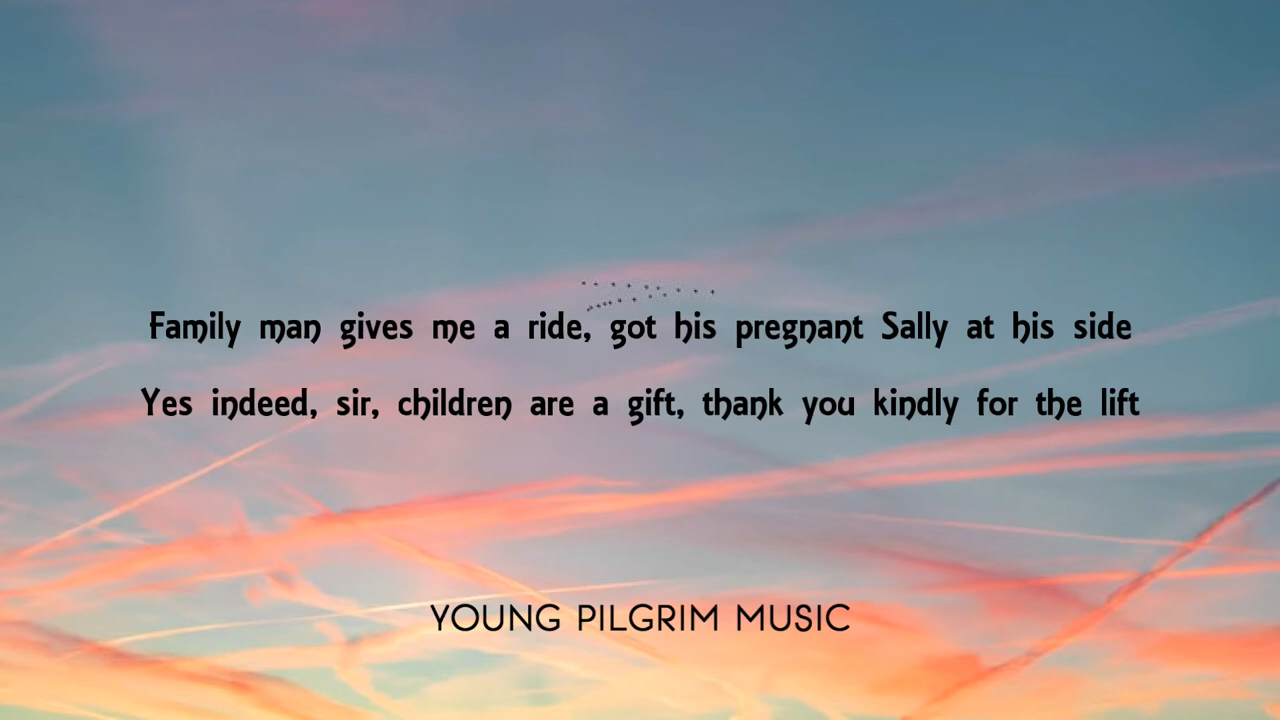 Family man gives me a ride, got his pregnant Sally at his side
Yes indeed, sir, children are a gift, thank you kindly for the lift
YOUNG PILGRIM MUSIC